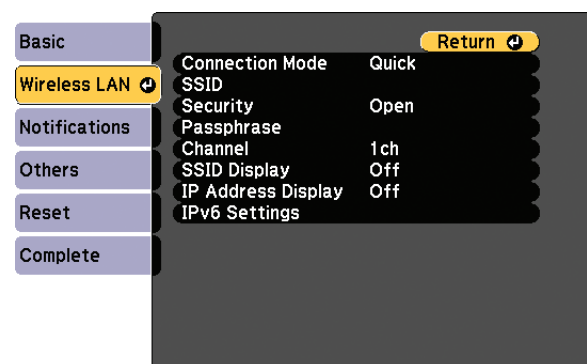 Basic
Wireless LAN
Notifications
Others
Reset
Complete
Return
Connection Mode Quick
SSID
Security Open
Passphrase
Channel 1ch
SSID Display Off
IP Address Display Off
IPv6 Settings